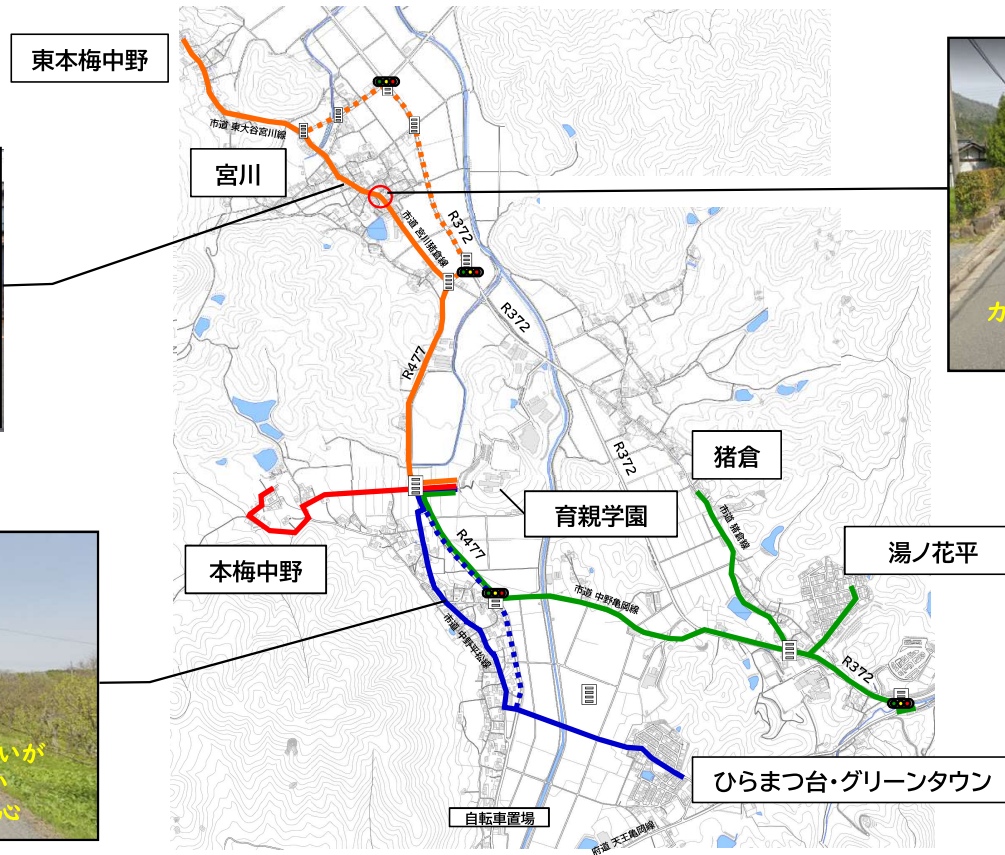 東本梅中野
市道 東大谷宮川線
宮川
市道 宮川猪倉線
R372
R372
か
R477
R372
猪倉
育親学園
市道 猪倉線
湯ノ花平
本梅中野
R477
市道 中野亀岡線
市道 中野平松線
R372
いが
い
心
ひらまつ台・グリーンタウン
自転車置場
府道 天王亀岡線